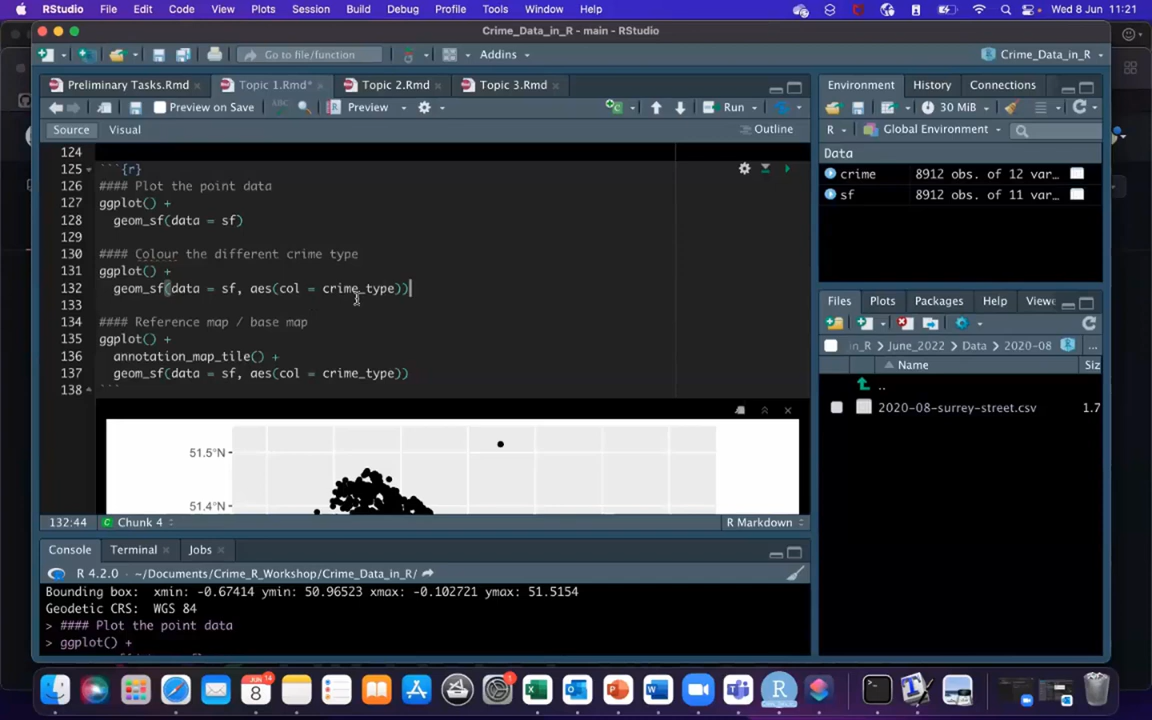 RStudio File Edit Code View Plots Session Build Debug Profile Tools Window Help Wed 8 Jun 11:21
Crime_Data_in_R - main - RStudio
Go to file/function Addins Crime_Data_in_R
Preliminary Tasks.Rmd Topic 1.Rmd* Topic 2.Rmd Topic 3.Rmd
Preview on Save Preview Run
Source Visual Outline
124
125 ```{r}
126 #### Plot the point data
127 ggplot() +
128 geom_sf(data = sf)
129
130 #### Colour the different crime type
131 ggplot() +
132 geom_sf(data = sf, aes(col = crime_type))
133
134 #### Reference map / base map
135 ggplot() +
136 annotation_map_tile() +
137 geom_sf(data = sf, aes(col = crime_type))
138 ```
51.5°N
51.4°N
132:44 Chunk 4 R Markdown
Console Terminal Jobs
R 4.2.0 · ~/Documents/Crime_R_Workshop/Crime_Data_in_R/
Bounding box: xmin: -0.67414 ymin: 50.96523 xmax: -0.102721 ymax: 51.5154
Geodetic CRS: WGS 84
> #### Plot the point data
> ggplot() +
Environment History Connections
30 MiB
R Global Environment
Data
crime 8912 obs. of 12 var…
sf 8912 obs. of 11 var…
Files Plots Packages Help Viewe
in_R > June_2022 > Data > 2020-08 ...
Name Siz
..
2020-08-surrey-street.csv 1.7
JUN 14
8
1